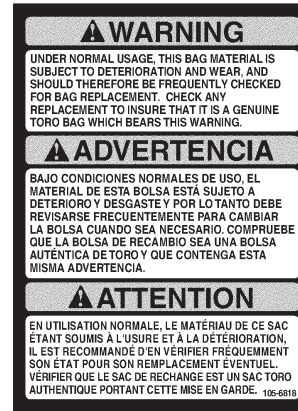 WARNING
UNDER NORMAL USAGE, THIS BAG MATERIAL IS
SUBJECT TO DETERIORATION AND WEAR, AND
SHOULD THEREFORE BE FREQUENTLY CHECKED
FOR BAG REPLACEMENT. CHECK ANY
REPLACEMENT TO INSURE THAT IT IS A GENUINE
TORO BAG WHICH BEARS THIS WARNING.
ADVERTENCIA
BAJO CONDICIONES NORMALES DE USO, EL
MATERIAL DE ESTA BOLSA ESTÁ SUJETO A
DETERIORO Y DESGASTE Y POR LO TANTO DEBE
REVISARSE FRECUENTEMENTE PARA CAMBIAR
LA BOLSA CUANDO SEA NECESARIO. COMPRUEBE
QUE LA BOLSA DE RECAMBIO SEA UNA BOLSA
AUTÉNTICA DE TORO Y QUE CONTENGA ESTA
MISMA ADVERTENCIA.
ATTENTION
EN UTILISATION NORMALE, LE MATÉRIAU DE CE SAC
ÉTANT SOUMIS À L'USURE ET À LA DÉTÉRIORATION,
IL EST RECOMMANDÉ D'EN VÉRIFIER FRÉQUEMMENT
SON ÉTAT POUR SON REMPLACEMENT ÉVENTUEL.
VÉRIFIER QUE LE SAC DE RECHANGE EST UN SAC TORO
AUTHENTIQUE PORTANT CETTE MISE EN GARDE. 105-6818